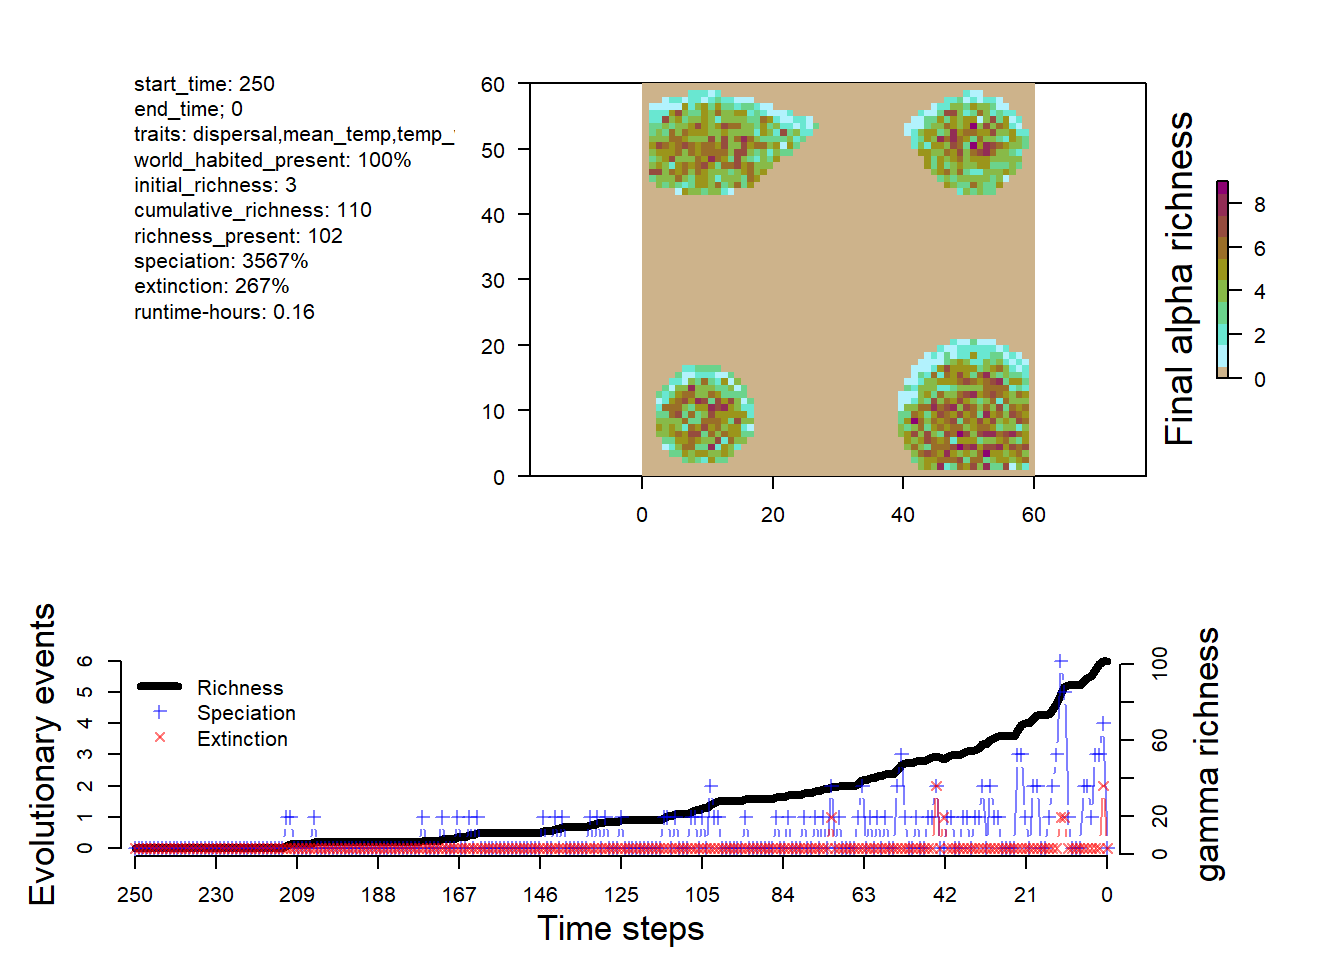 start_time: 250
end_time; 0
traits: dispersal,mean_temp,temp_
world_habited_present: 100%
initial_richness: 3
cumulative_richness: 110
richness_present: 102
speciation: 3567%
extinction: 267%
runtime-hours: 0.16
60
50
40
30
20
10
0
0 20 40 60
Final alpha richness
8
6
4
2
0
Evolutionary events
6
5
4
3
2
1
0
Richness
Speciation
Extinction
100
60
20
0
gamma richness
250 230 209 188 167 146 125 105 84 63 42 21 0
Time steps